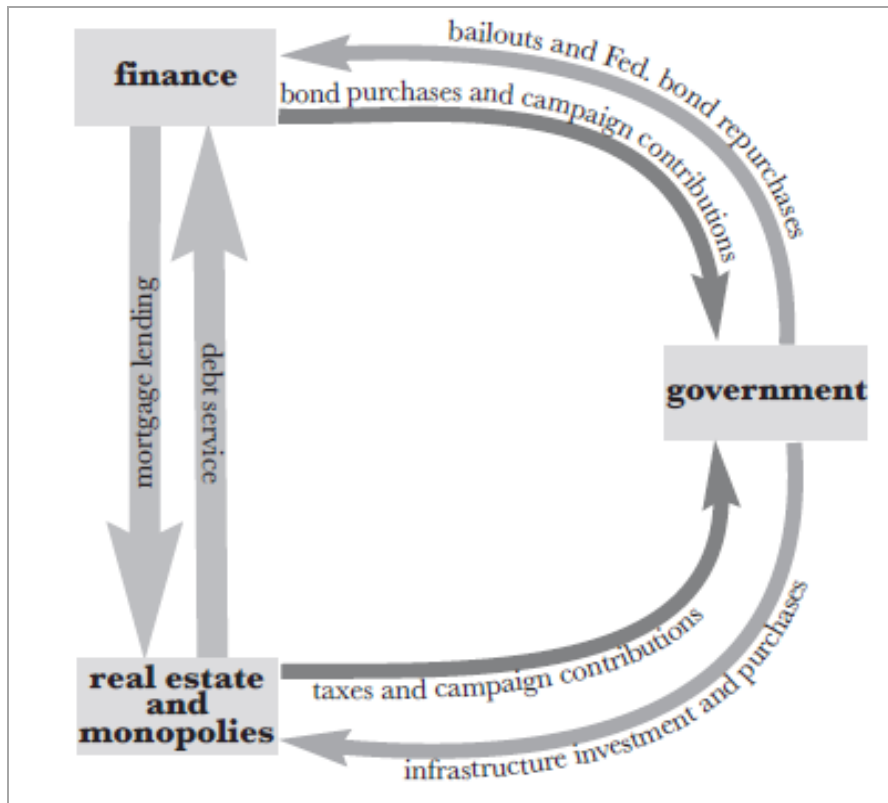 finance
bailouts and Fed. bond repurchases
bond purchases and campaign contributions
mortgage lending
debt service
government
real estate
and
monopolies
taxes and campaign contributions
infrastructure investment and purchases